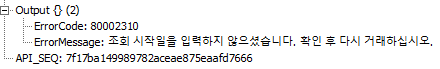 Output {} (2)
ErrorCode: 80002310
ErrorMessage: 조회 시작일을 입력하지 않으셨습니다. 확인 후 다시 거래하십시오.
API_SEQ: 7f17ba149989782aceae875eaafd7666